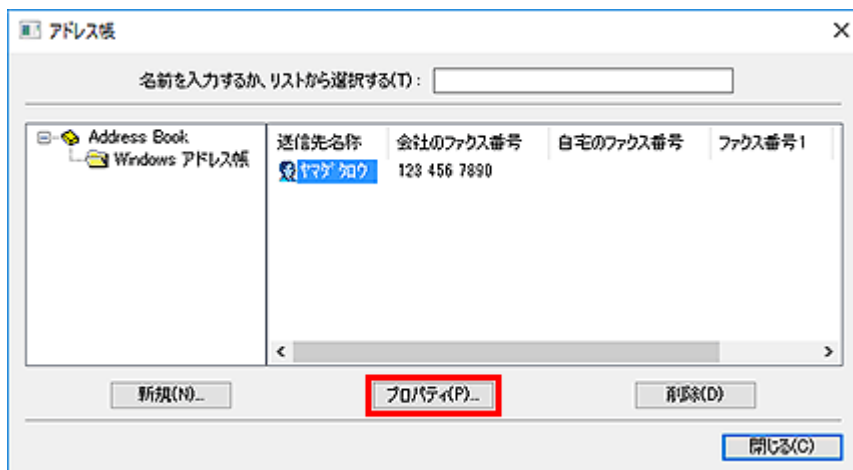 アドレス帳
名前を入力するか、リストから選択する(T) :
Address Book
Windows アドレス帳
送信先名称 会社のファクス番号 自宅のファクス番号 ファクス番号1
ﾔﾏﾀﾞ ﾀﾛｳ 123 456 7890
新規(N)...
プロパティ(P)...
削除(D)
閉じる(C)